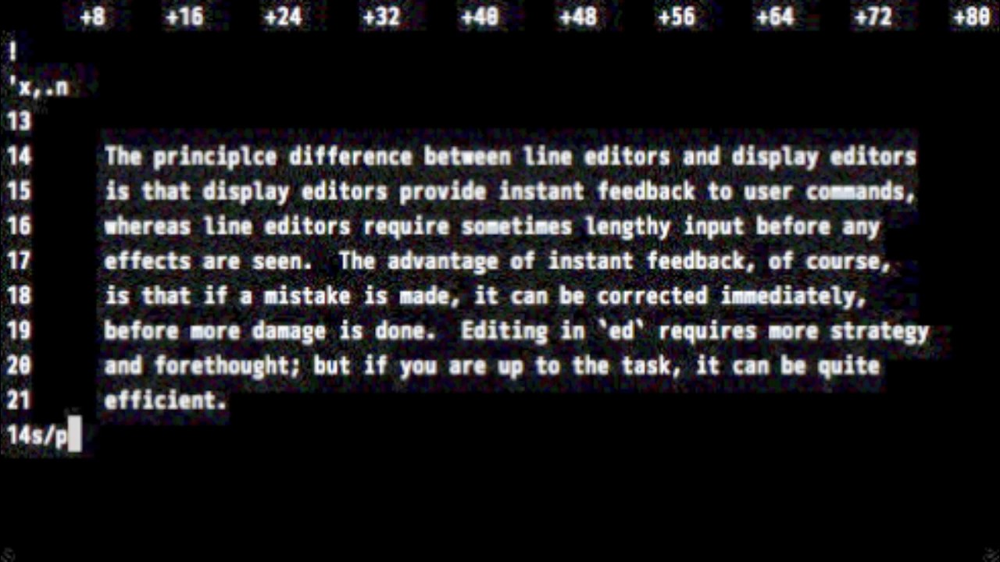 +8 +16 +24 +32 +40 +48 +56 +64 +72 +80
!
'x,.n
13
14 The principlce difference between line editors and display editors
15 is that display editors provide instant feedback to user commands,
16 whereas line editors require sometimes lengthy input before any
17 effects are seen.  The advantage of instant feedback, of course,
18 is that if a mistake is made, it can be corrected immediately,
19 before more damage is done.  Editing in `ed` requires more strategy
20 and forethought; but if you are up to the task, it can be quite
21 efficient.
14s/p